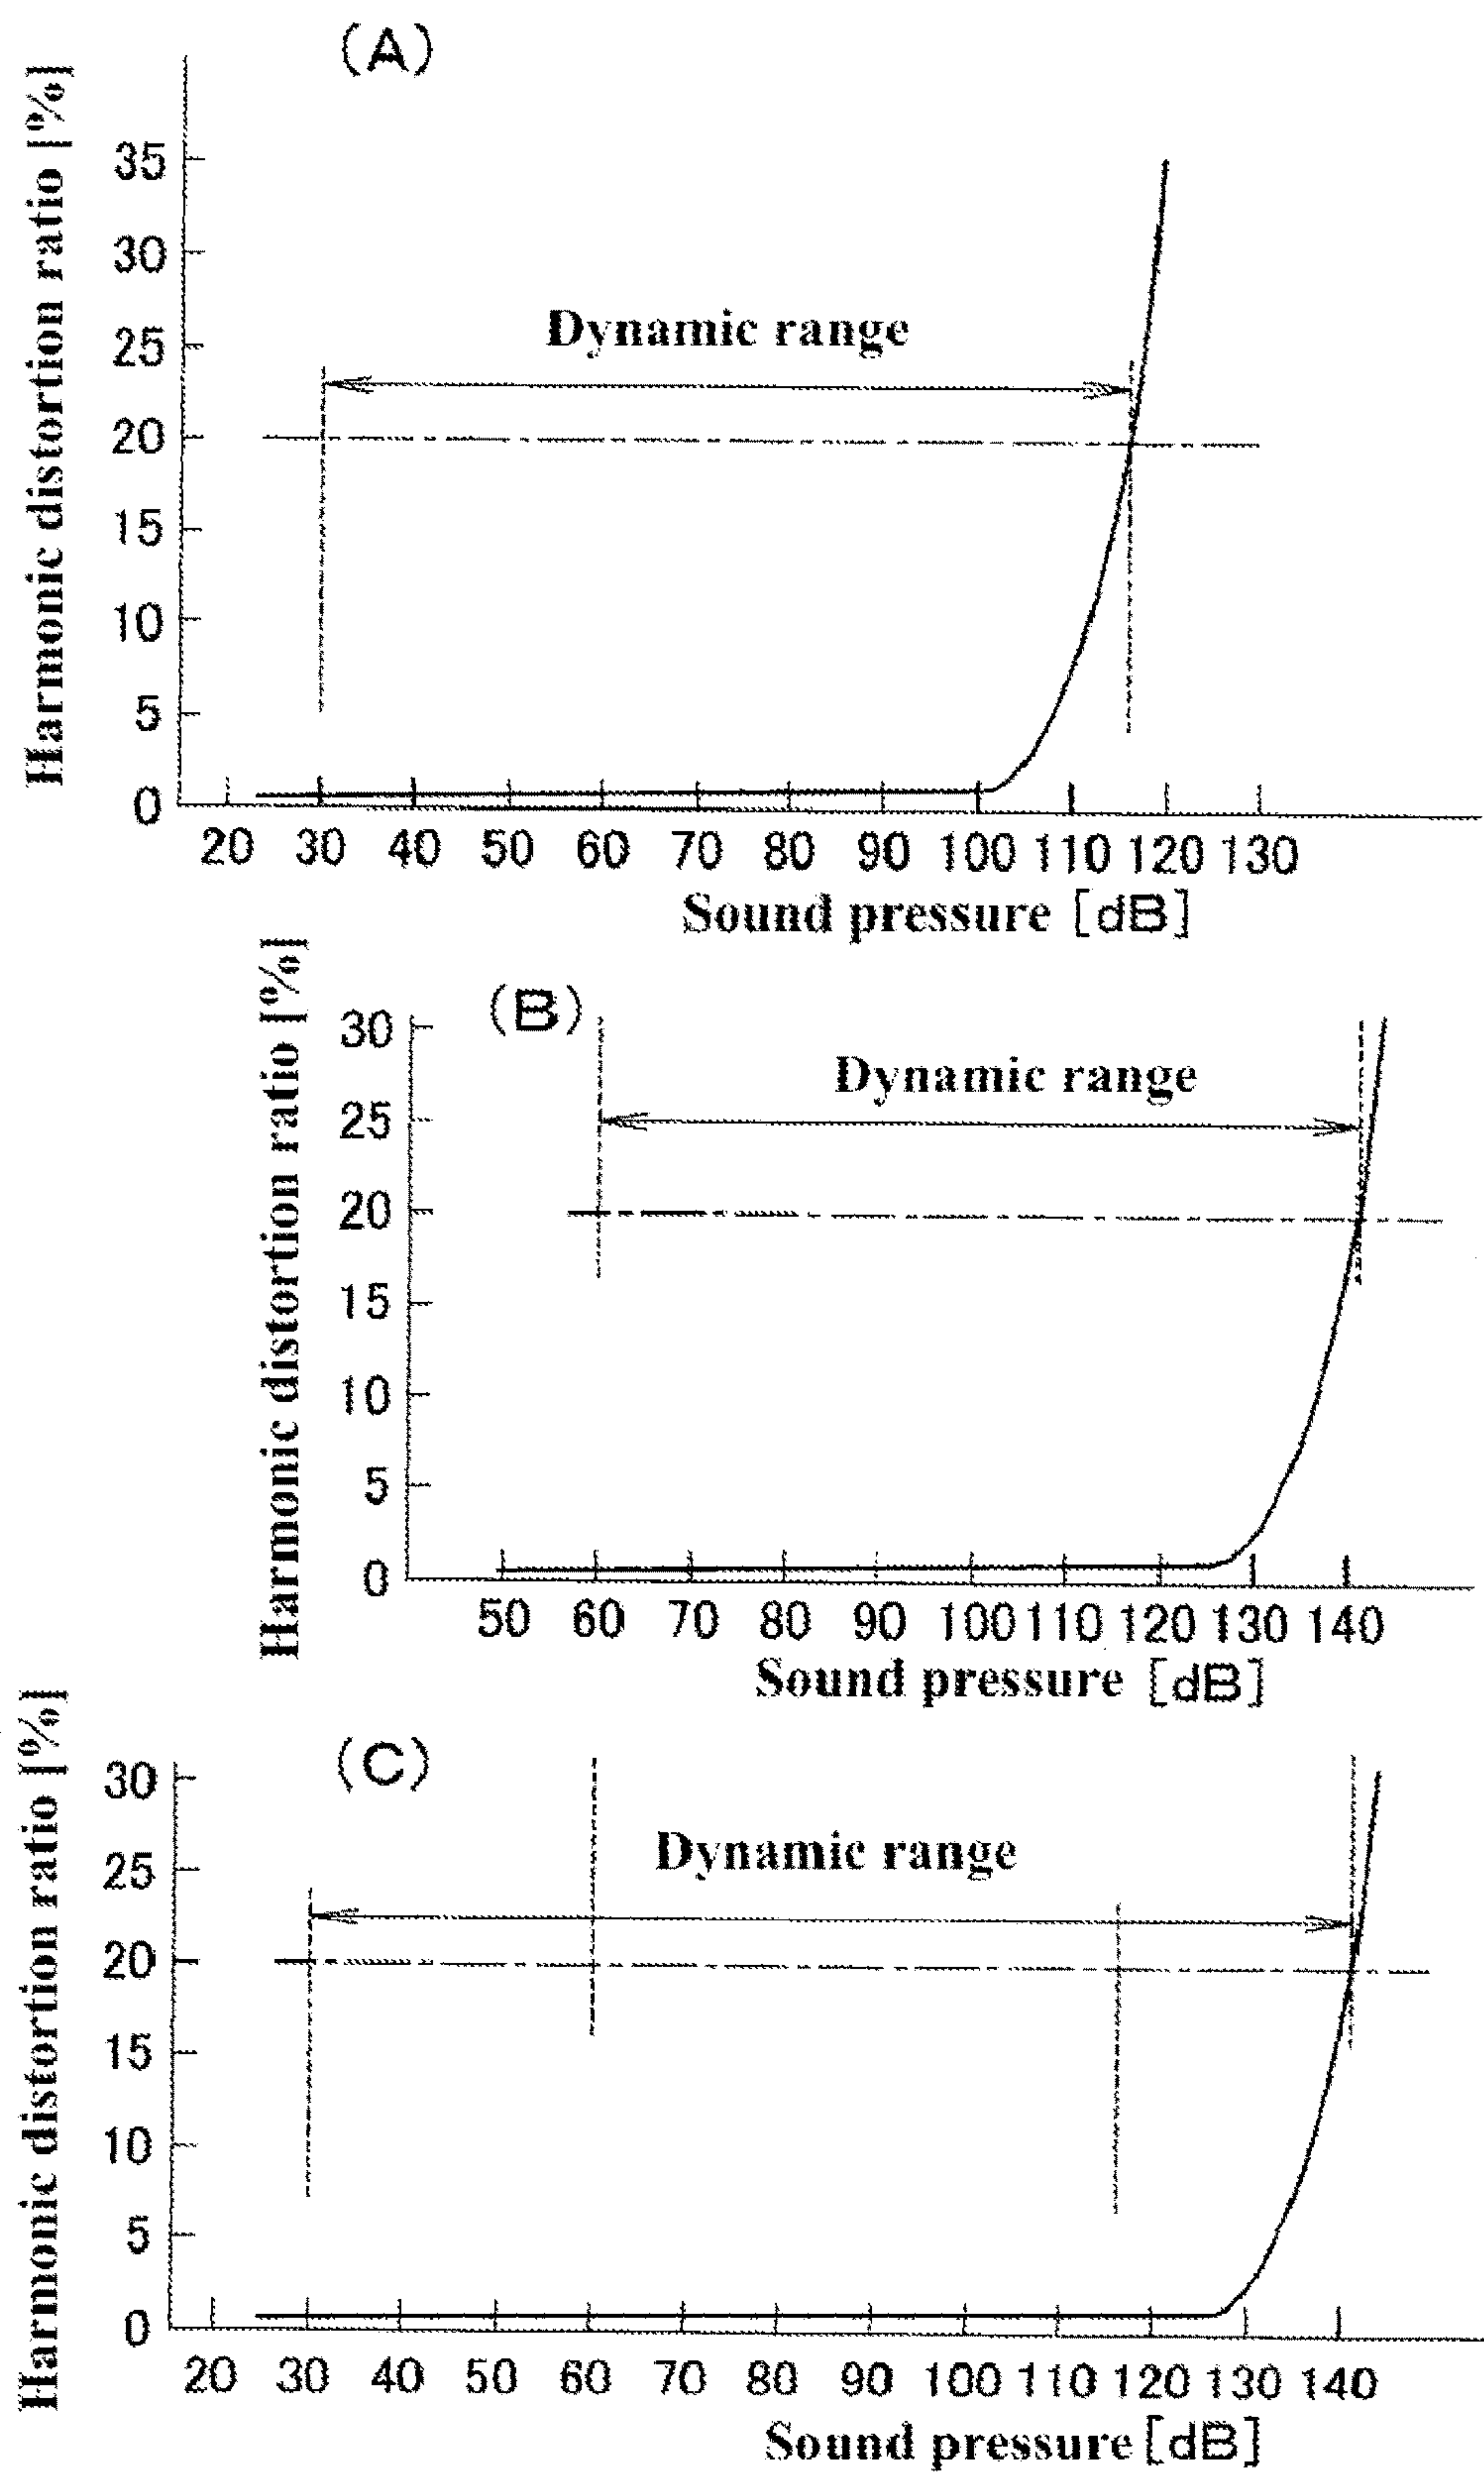 (A)
Harmonic distortion ratio [%]
35
30
25
20
15
10
5
0
Dynamic range
20 30 40 50 60 70 80 90 100 110 120 130
Sound pressure [dB]
(B)
Harmonic distortion ratio [%]
30
25
20
15
10
5
0
Dynamic range
50 60 70 80 90 100 110 120 130 140
Sound pressure [dB]
(C)
Harmonic distortion ratio [%]
30
25
20
15
10
5
0
Dynamic range
20 30 40 50 60 70 80 90 100 110 120 130 140
Sound pressure [dB]